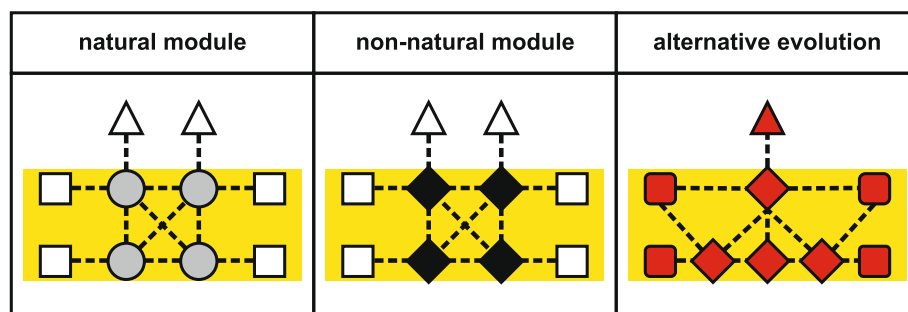 natural module
non-natural module
alternative evolution